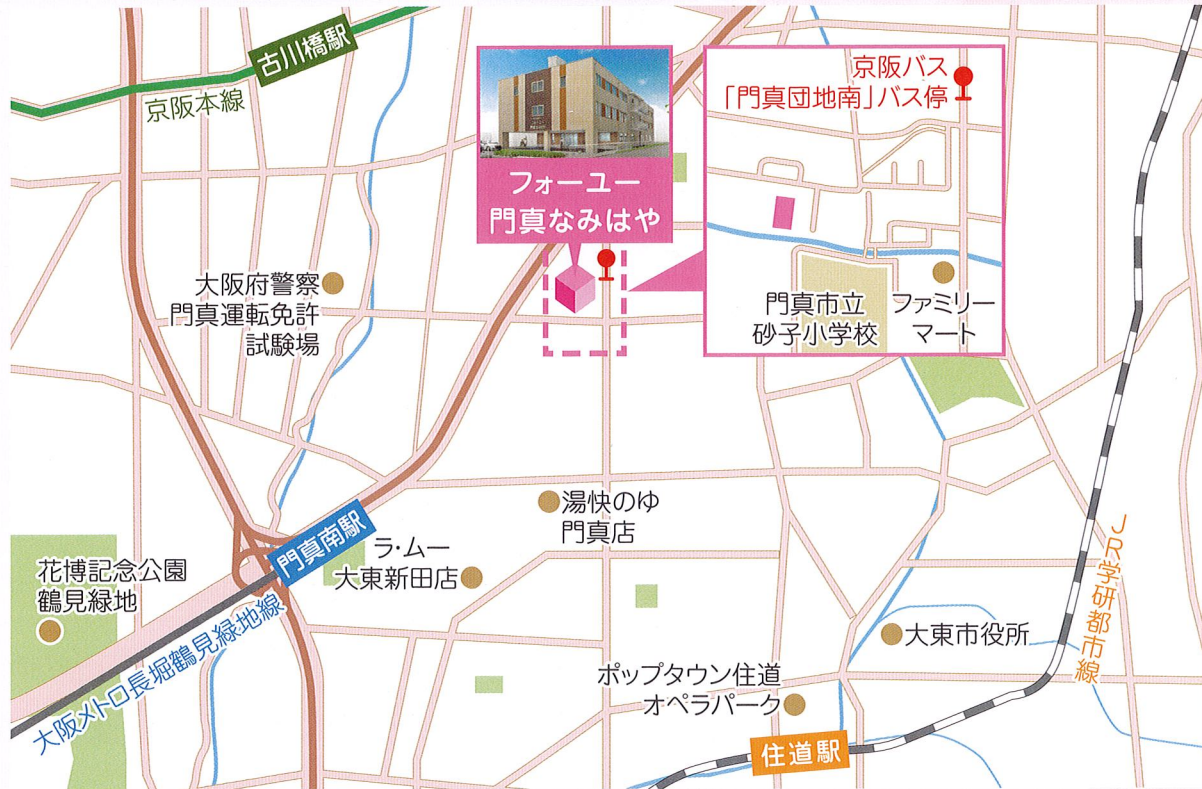 古川橋駅
京阪本線
フォーユー
門真なみはや
京阪バス
「門真団地南」バス停
門真市立
砂子小学校
ファミリー
マート
大阪府警察
門真運転免許
試験場
湯快のゆ
門真店
門真南駅
ラ・ムー
大東新田店
花博記念公園
鶴見緑地
大阪メトロ長堀鶴見緑地線
JR学研都市線
大東市役所
ポップタウン住道
オペラパーク
住道駅